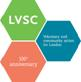 LVSC
Voluntary and
community action
for London
100th
anniversary